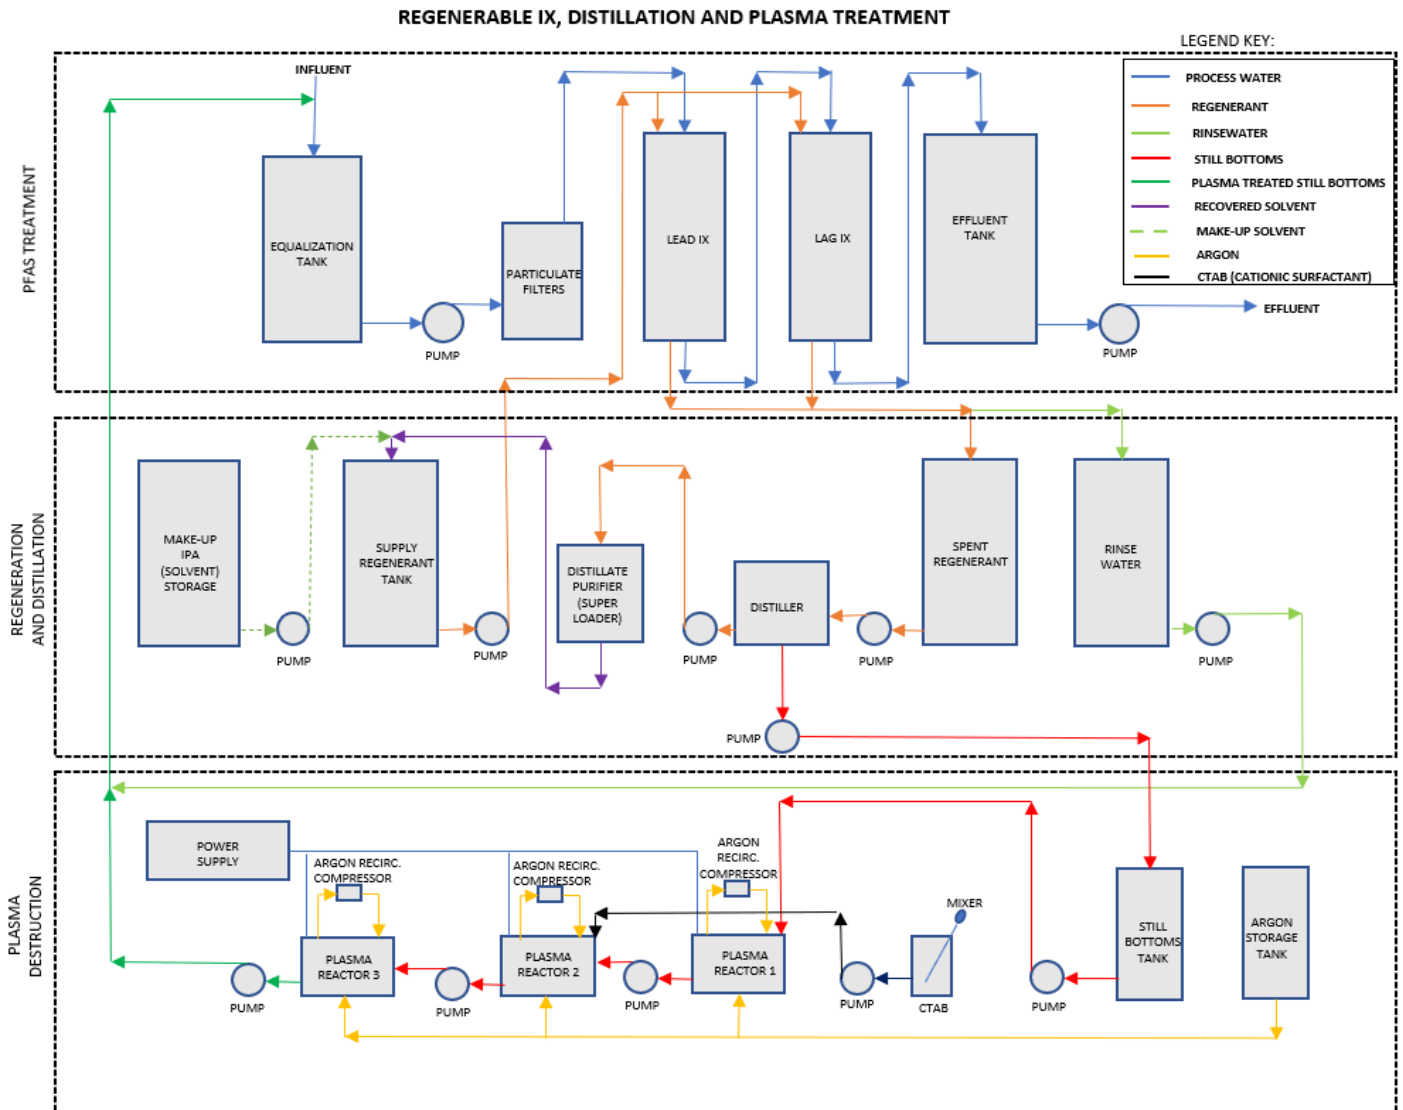 REGENERABLE IX, DISTILLATION AND PLASMA TREATMENT
LEGEND KEY:
PROCESS WATER
REGENERANT
RINSEWATER
STILL BOTTOMS
PLASMA TREATED STILL BOTTOMS
RECOVERED SOLVENT
MAKE-UP SOLVENT
ARGON
CTAB (CATIONIC SURFACTANT)
PFAS TREATMENT
INFLUENT
EQUALIZATION
TANK
PUMP
PARTICULATE
FILTERS
LEAD IX
LAG IX
EFFLUENT
TANK
PUMP
EFFLUENT
REGENERATION
AND DISTILLATION
MAKE-UP
IPA
(SOLVENT)
STORAGE
PUMP
SUPPLY
REGENERANT
TANK
PUMP
DISTILLATE
PURIFIER
(SUPER
LOADER)
PUMP
DISTILLER
PUMP
PUMP
SPENT
REGENERANT
RINSE
WATER
PUMP
PLASMA
DESTRUCTION
POWER
SUPPLY
ARGON RECIRC.
COMPRESSOR
ARGON RECIRC.
COMPRESSOR
ARGON
RECIRC.
COMPRESSOR
PUMP
PLASMA
REACTOR 3
PUMP
PLASMA
REACTOR 2
PUMP
PLASMA
REACTOR 1
PUMP
MIXER
CTAB
PUMP
STILL
BOTTOMS
TANK
ARGON
STORAGE
TANK